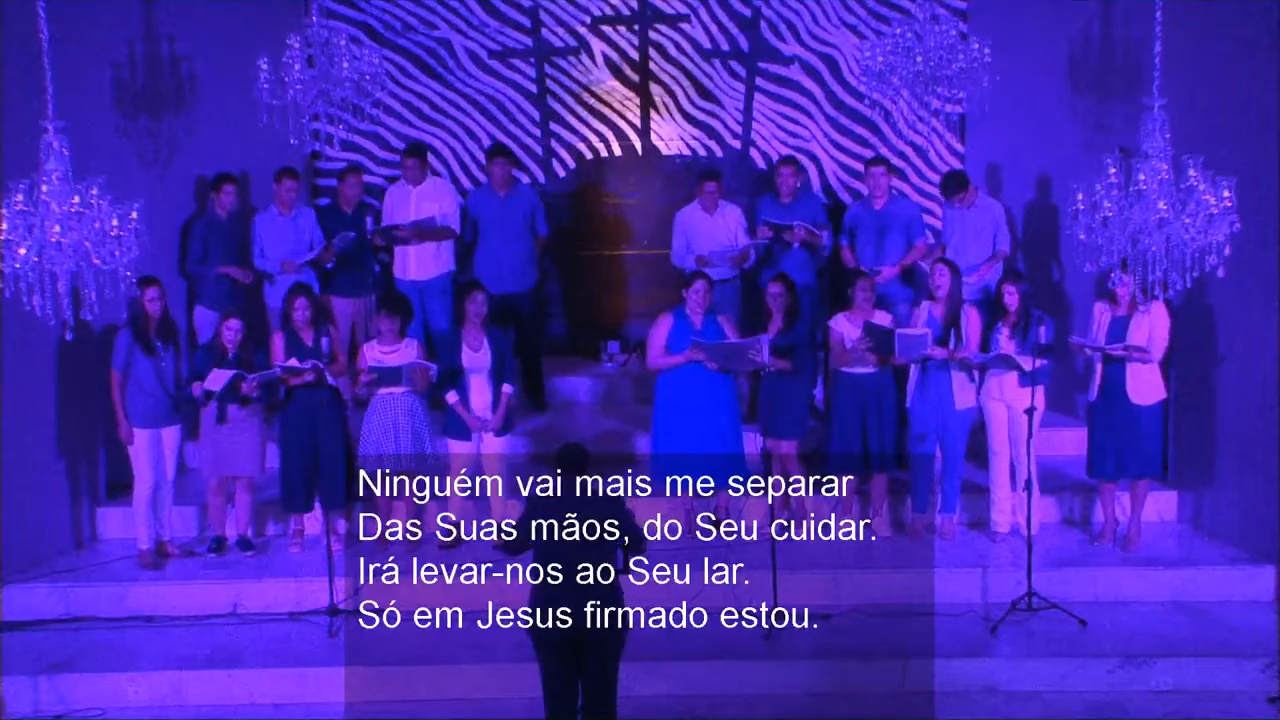 Ninguém vai mais me separar
Das Suas mãos, do Seu cuidar.
Irá levar-nos ao Seu lar.
Só em Jesus firmado estou.